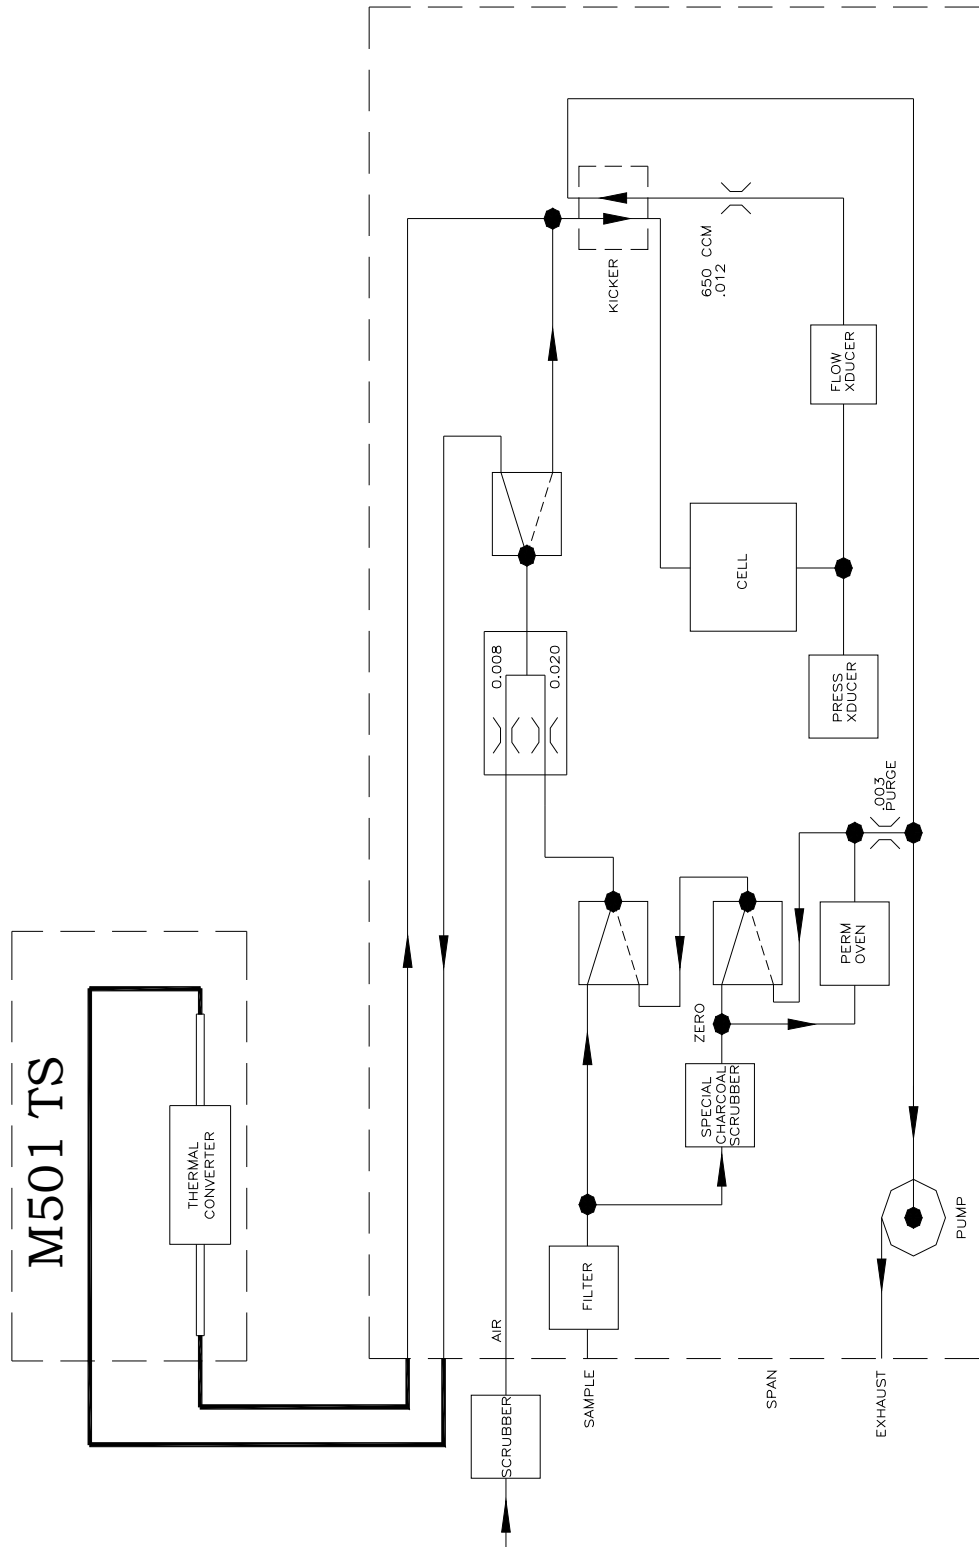 M501 TS
THERMAL
CONVERTER
SCRUBBER
AIR
SAMPLE
FILTER
SPAN
EXHAUST
PUMP
SPECIAL
CHARCOAL
SCRUBBER
ZERO
PERM
OVEN
.003
PURGE
0.008
0.020
PRESS
XDUCER
CELL
FLOW
XDUCER
KICKER
650 CCM
.012